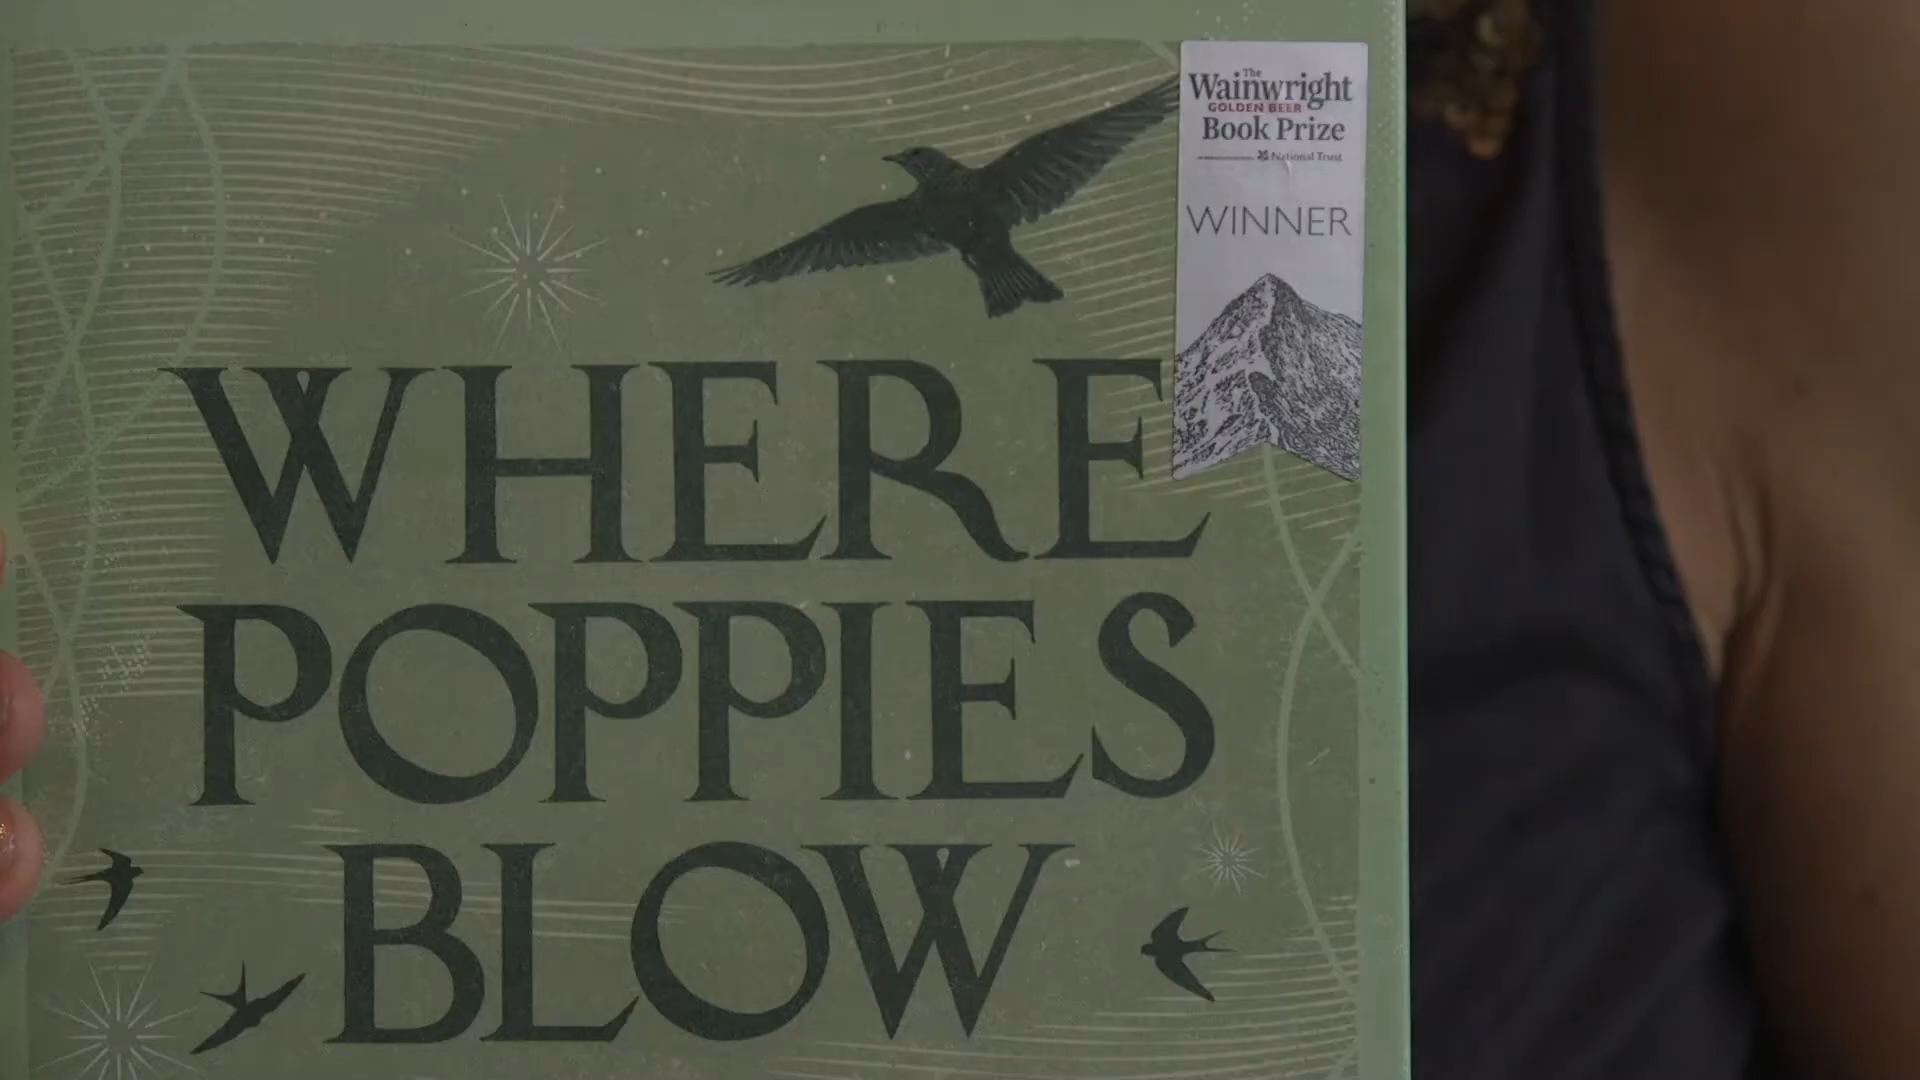 The
Wainwright
GOLDEN BEER
Book Prize
National Trust
WINNER
WHERE
POPPIES
BLOW